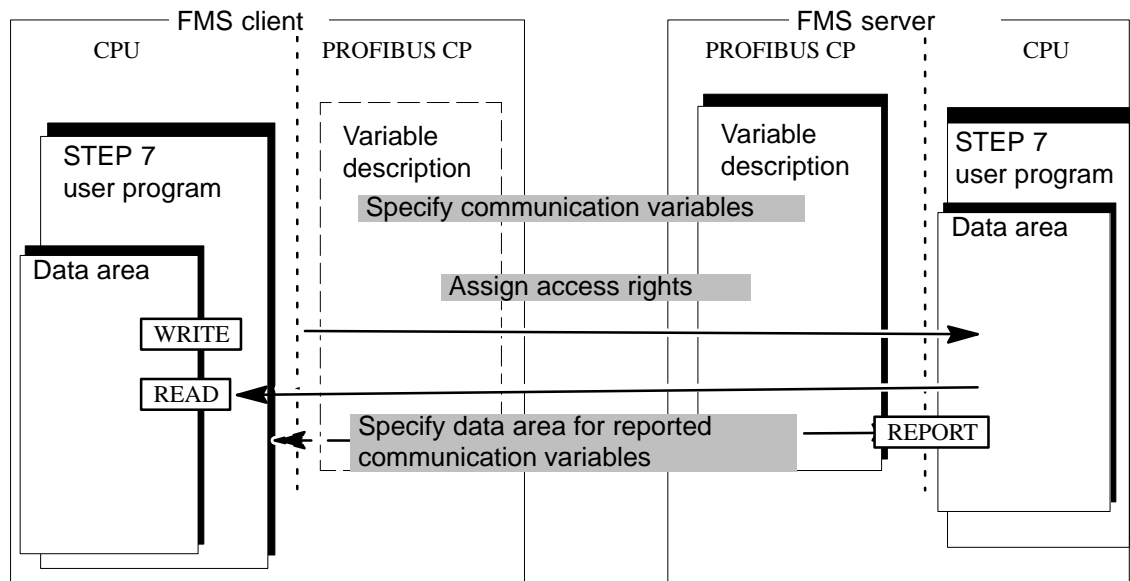 FMS client
FMS server
CPU
PROFIBUS CP
PROFIBUS CP
CPU
STEP 7
user program
Variable
description
Variable
description
STEP 7
user program
Specify communication variables
Data area
Data area
Assign access rights
WRITE
READ
Specify data area for reported
communication variables
REPORT